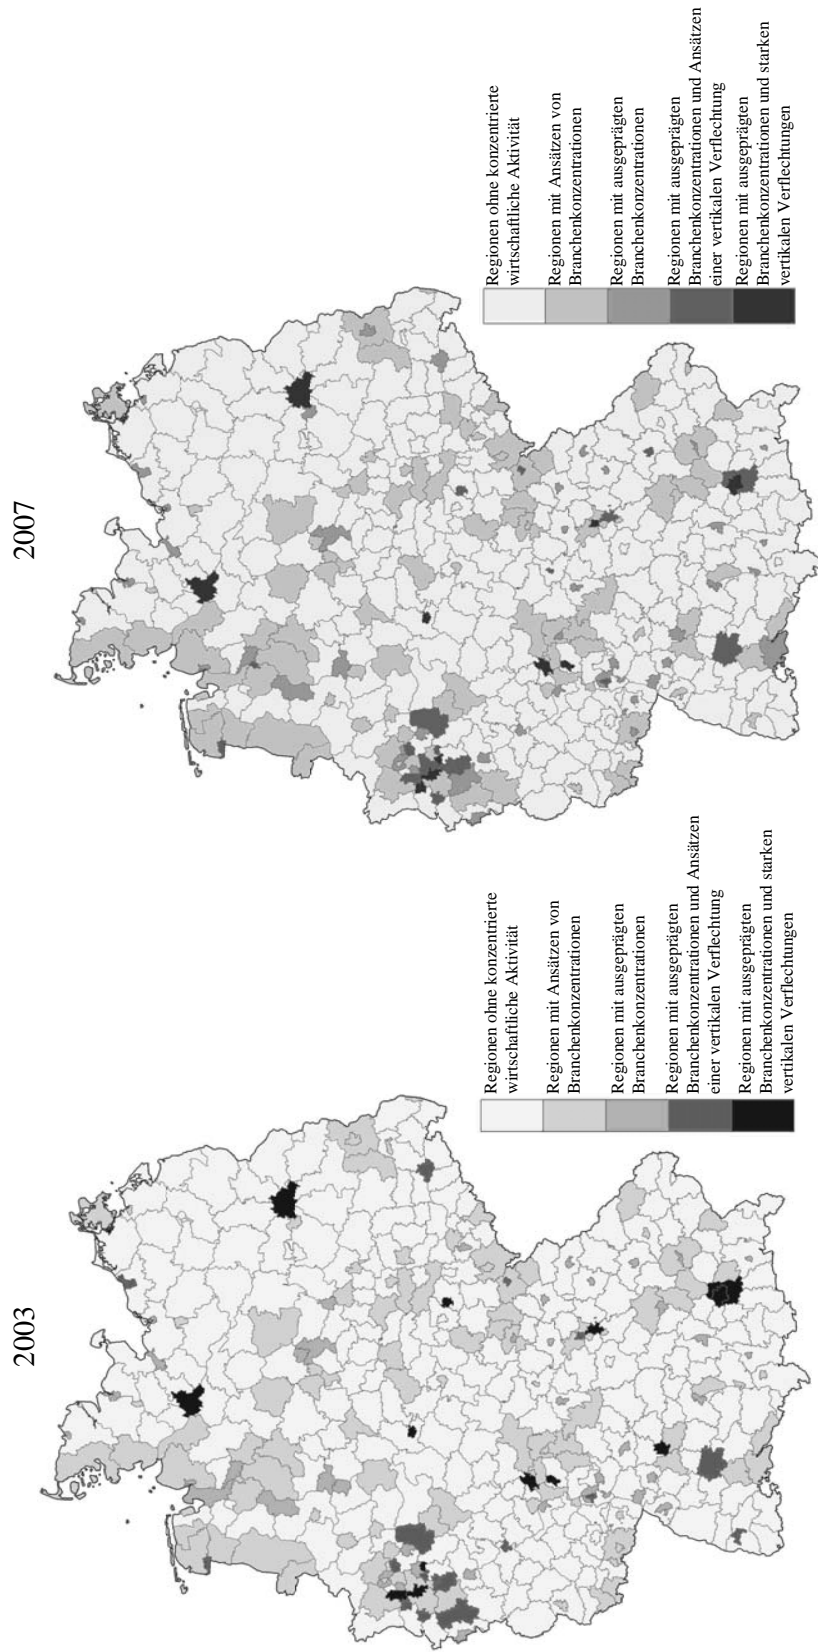 2003
Regionen ohne konzentrierte
wirtschaftliche Aktivität
Regionen mit Ansätzen von
Branchenkonzentrationen
Regionen mit ausgeprägten
Branchenkonzentrationen
Regionen mit ausgeprägten
Branchenkonzentrationen und Ansätzen
einer vertikalen Verflechtung
Regionen mit ausgeprägten
Branchenkonzentrationen und starken
vertikalen Verflechtungen
2007
Regionen ohne konzentrierte
wirtschaftliche Aktivität
Regionen mit Ansätzen von
Branchenkonzentrationen
Regionen mit ausgeprägten
Branchenkonzentrationen
Regionen mit ausgeprägten
Branchenkonzentrationen und Ansätzen
einer vertikalen Verflechtung
Regionen mit ausgeprägten
Branchenkonzentrationen und starken
vertikalen Verflechtungen